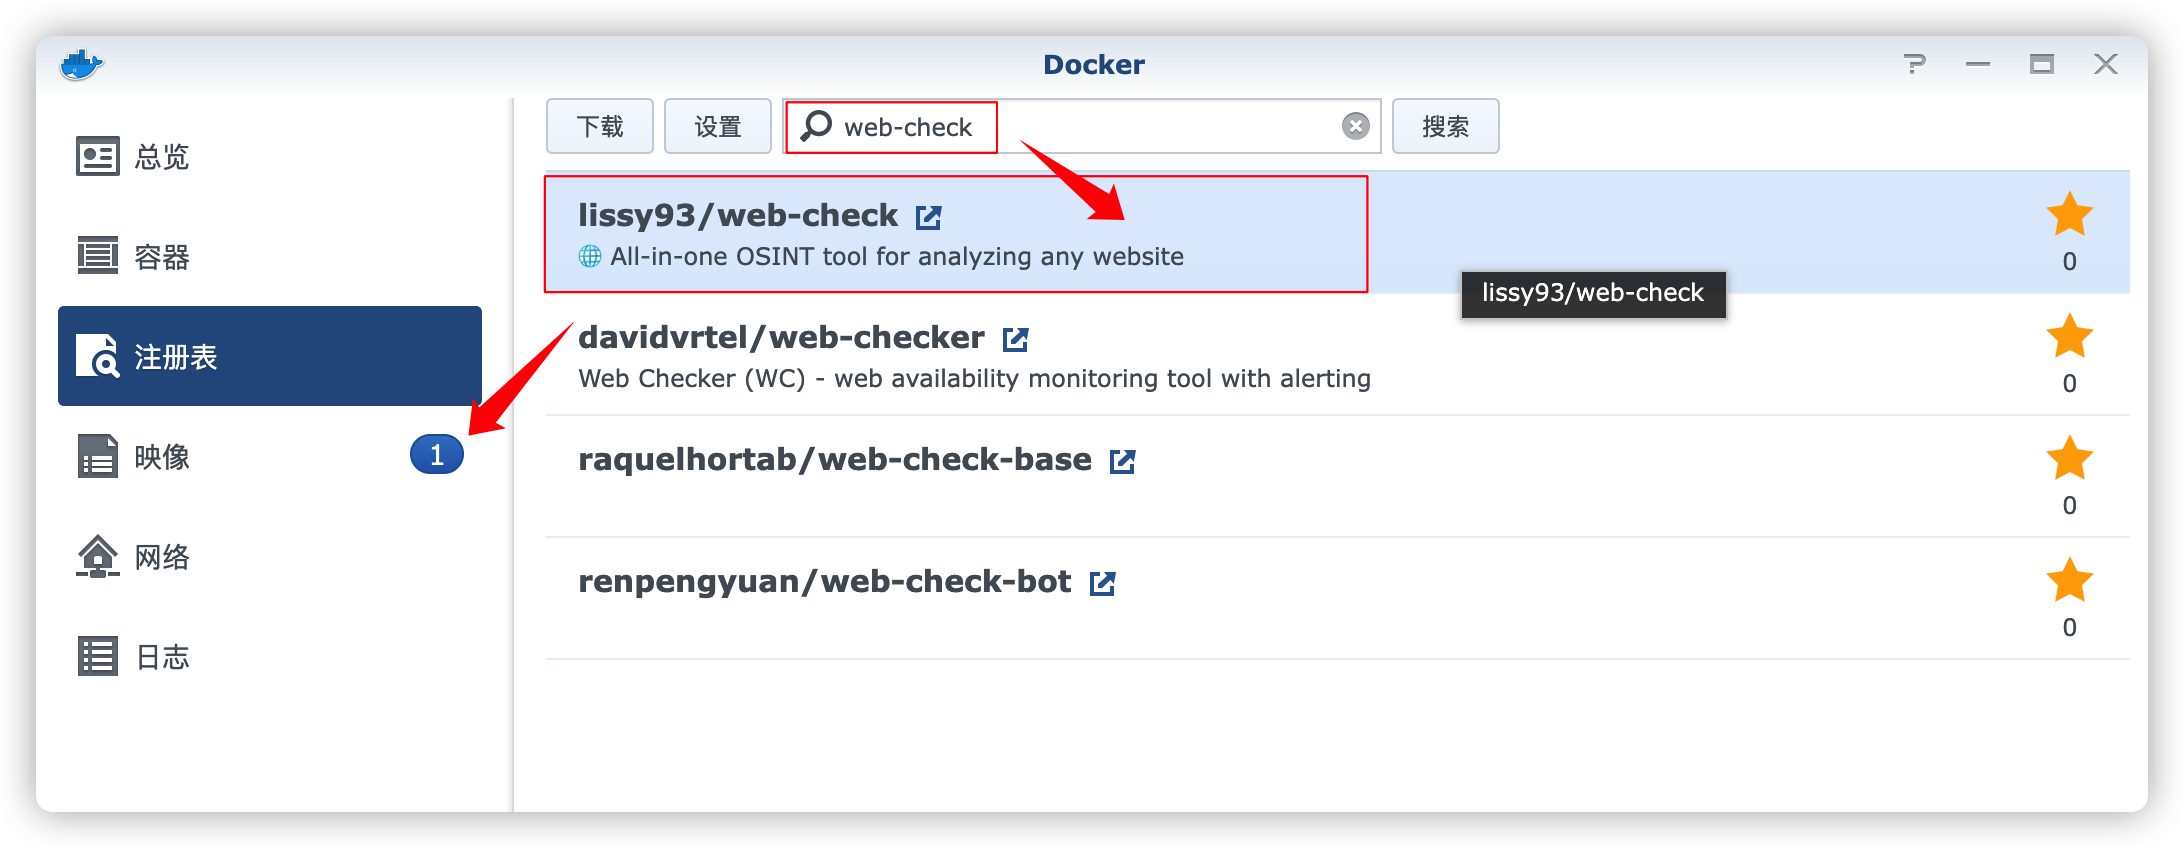 Docker
总览
容器
注册表
映像
1
网络
日志
下载
设置
web-check
搜索
lissy93/web-check
All-in-one OSINT tool for analyzing any website
0
lissy93/web-check
davidvrtel/web-checker
Web Checker (WC) - web availability monitoring tool with alerting
0
raquelhortab/web-check-base
0
renpengyuan/web-check-bot
0